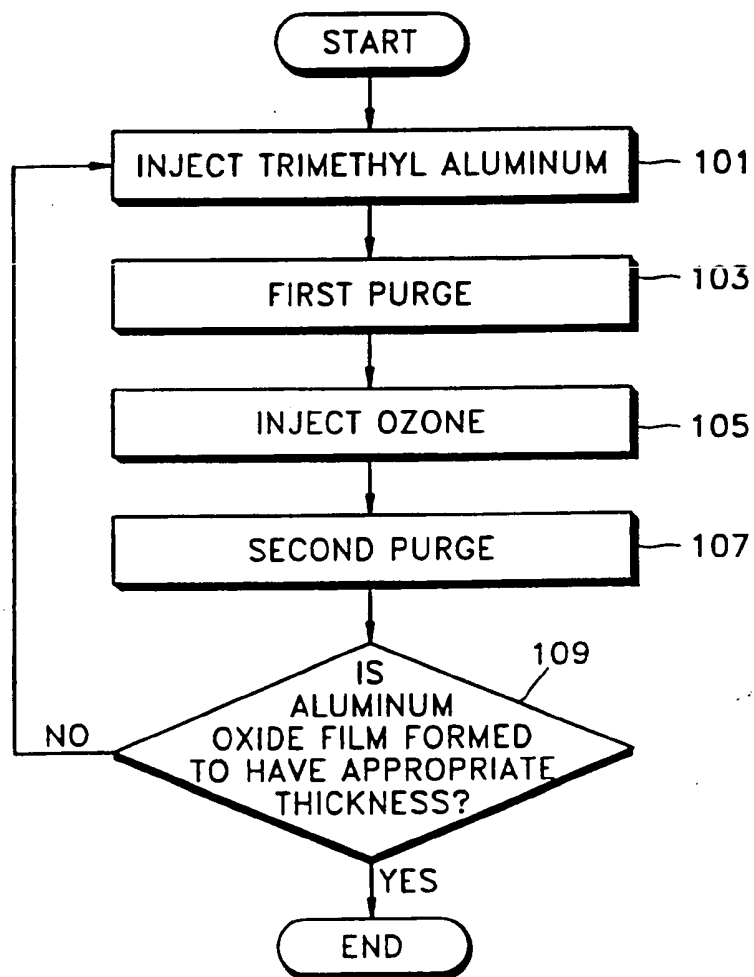 START
INJECT TRIMETHYL ALUMINUM
101
FIRST PURGE
103
INJECT OZONE
105
SECOND PURGE
107
109
IS
ALUMINUM
OXIDE FILM FORMED
TO HAVE APPROPRIATE
THICKNESS?
NO
YES
END